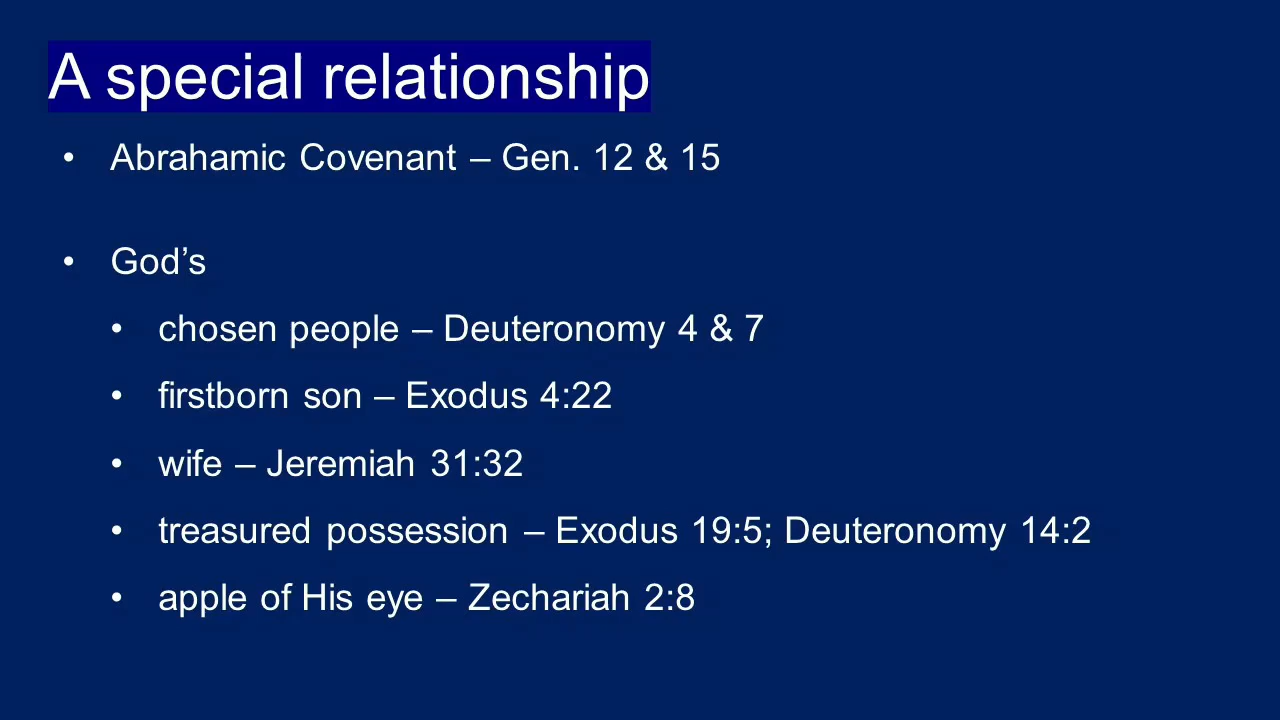 A special relationship
• Abrahamic Covenant – Gen. 12 & 15
• God’s
• chosen people – Deuteronomy 4 & 7
• firstborn son – Exodus 4:22
• wife – Jeremiah 31:32
• treasured possession – Exodus 19:5; Deuteronomy 14:2
• apple of His eye – Zechariah 2:8